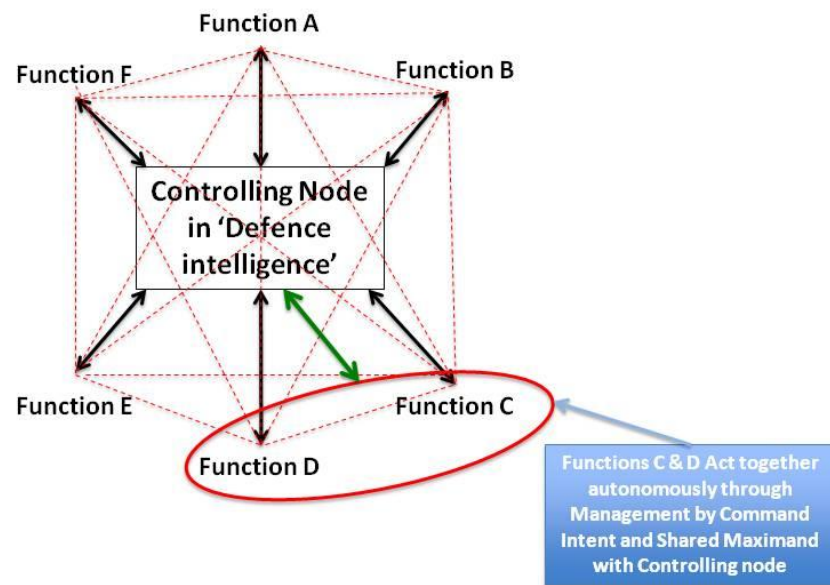 Function A
Function F
Function B
Controlling Node
in ‘Defence
intelligence’
Function E
Function C
Function D
Functions C & D Act together
autonomously through
Management by Command
Intent and Shared Maximand
with Controlling node